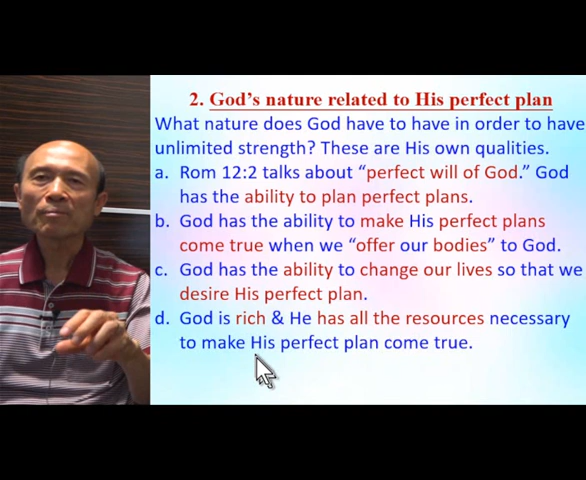 2. God's nature related to His perfect plan
What nature does God have to have in order to have
unlimited strength? These are His own qualities.
a. Rom 12:2 talks about “perfect will of God.” God
has the ability to plan perfect plans.
b. God has the ability to make His perfect plans
come true when we “offer our bodies” to God.
c. God has the ability to change our lives so that we
desire His perfect plan.
d. God is rich & He has all the resources necessary
to make His perfect plan come true.